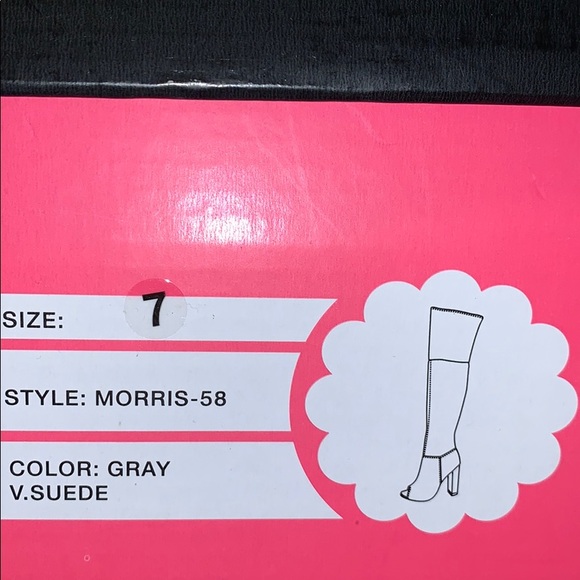 SIZE: 7
STYLE: MORRIS-58
COLOR: GRAY
V.SUEDE